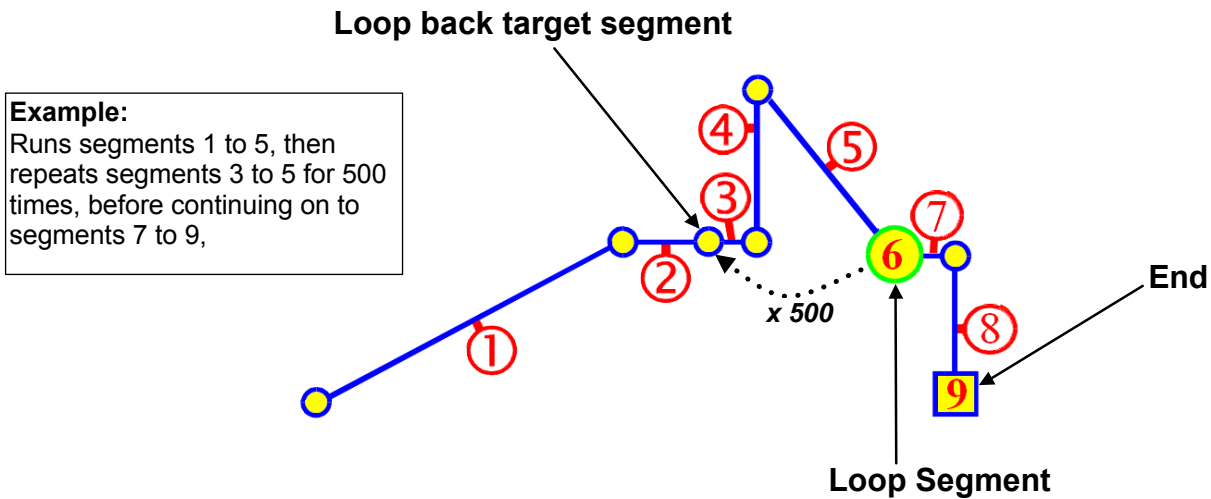 Loop back target segment
Example:
Runs segments 1 to 5, then
repeats segments 3 to 5 for 500
times, before continuing on to
segments 7 to 9,
4
5
3
7
2
6
x 500
End
1
8
9
Loop Segment